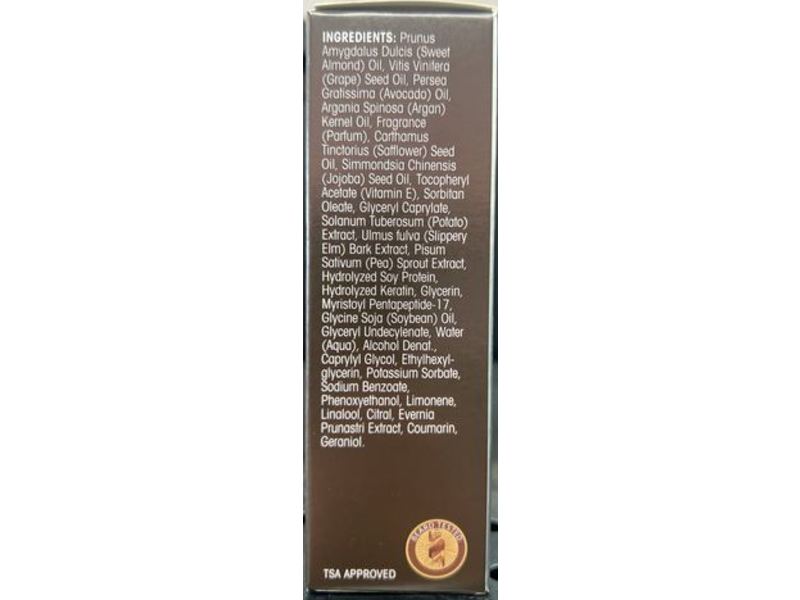 INGREDIENTS: Prunus
Amygdalus Dulcis (Sweet
Almond) Oil, Vitis Vinifera
(Grape) Seed Oil, Persea
Gratissima (Avocado) Oil,
Argania Spinosa (Argan)
Kernel Oil, Fragrance
(Parfum), Carthamus
Tinctorius (Safflower) Seed
Oil, Simmondsia Chinensis
(Jojoba) Seed Oil, Tocopheryl
Acetate (Vitamin E), Sorbitan
Oleate, Glyceryl Caprylate,
Solanum Tuberosum (Potato)
Extract, Ulmus fulva (Slippery
Elm) Bark Extract, Pisum
Sativum (Pea) Sprout Extract,
Hydrolyzed Soy Protein,
Hydrolyzed Keratin, Glycerin,
Myristoyl Pentapeptide-17,
Glycine Soja (Soybean) Oil,
Glyceryl Undecylenate, Water
(Aqua), Alcohol Denat.,
Caprylyl Glycol, Ethylhexyl-
glycerin, Potassium Sorbate,
Sodium Benzoate,
Phenoxyethanol, Limonene,
Linalool, Citral, Evernia
Prunastri Extract, Coumarin,
Geraniol.
BEARD TESTED
TSA APPROVED